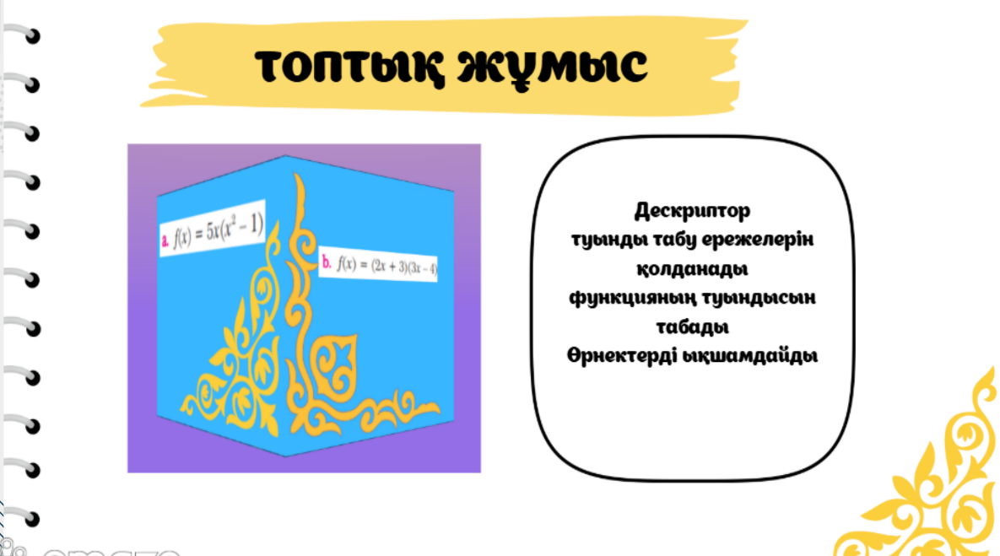 топтық жұмыс
a. f(x) = 5x(x² – 1)
b. f(x) = (2x + 3)(3x – 4)
Дескриптор
туынды табу ережелерін
қолданады
функцияның туындысын
табады
Өрнектерді ықшамдайды